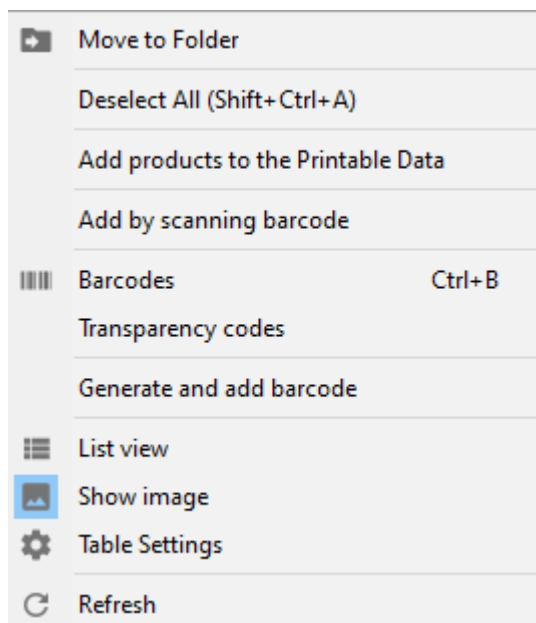 Move to Folder
Deselect All (Shift+Ctrl+A)
Add products to the Printable Data
Add by scanning barcode
Barcodes Ctrl+B
Transparency codes
Generate and add barcode
List view
Show image
Table Settings
Refresh